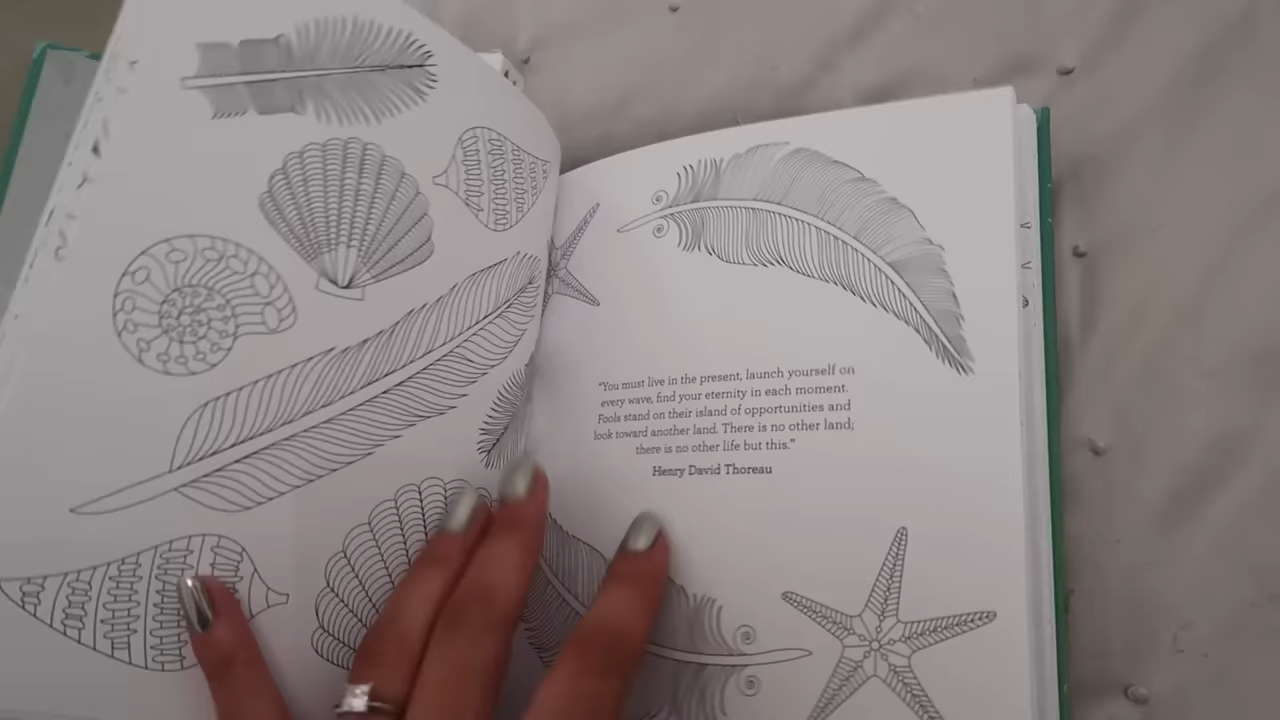 "You must live in the present, launch yourself on
every wave, find your eternity in each moment.
Fools stand on their island of opportunities and
look toward another land. There is no other land;
there is no other life but this."
Henry David Thoreau